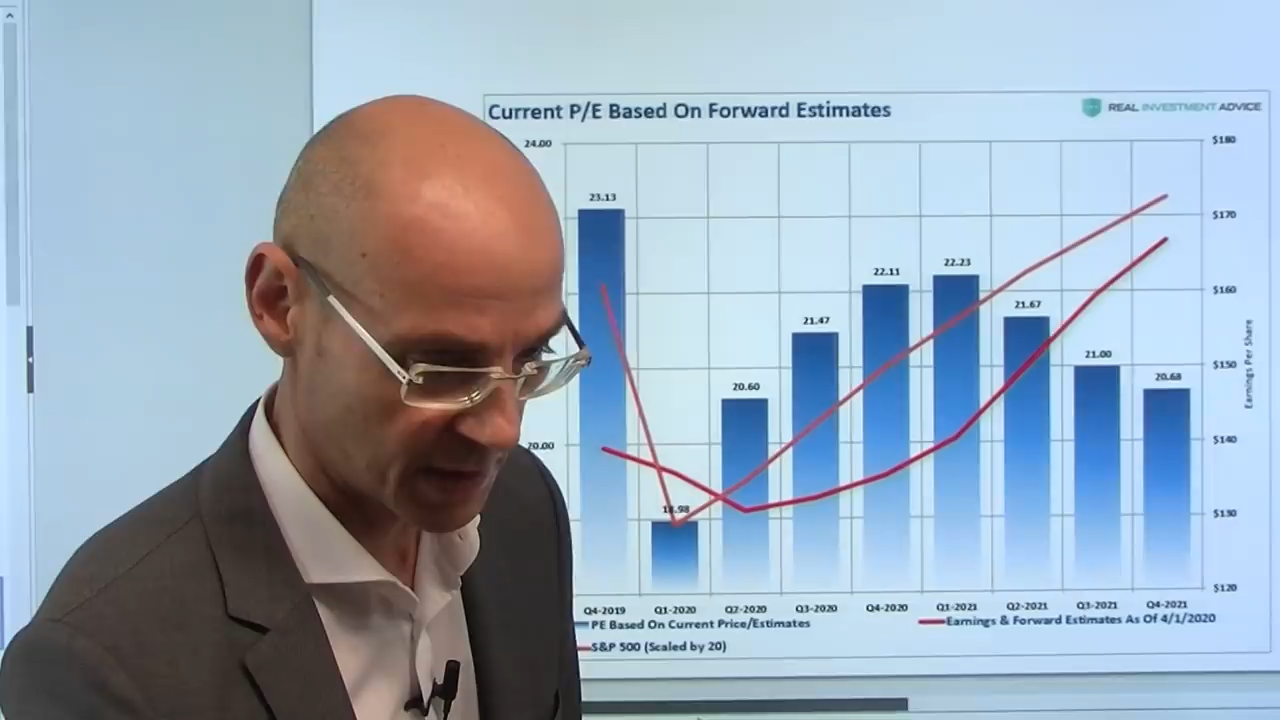 Current P/E Based On Forward Estimates
REAL INVESTMENT ADVICE
24.00
$180
23.13
$170
22.23
22.11
$160
21.67
21.47
21.00
$150
20.68
20.60
20.00
$140
18.98
$130
$120
Earnings Per Share
Q4-2019 Q1-2020 Q2-2020 Q3-2020 Q4-2020 Q1-2021 Q2-2021 Q3-2021 Q4-2021
PE Based On Current Price/Estimates
Earnings & Forward Estimates As Of 4/1/2020
S&P 500 (Scaled by 20)